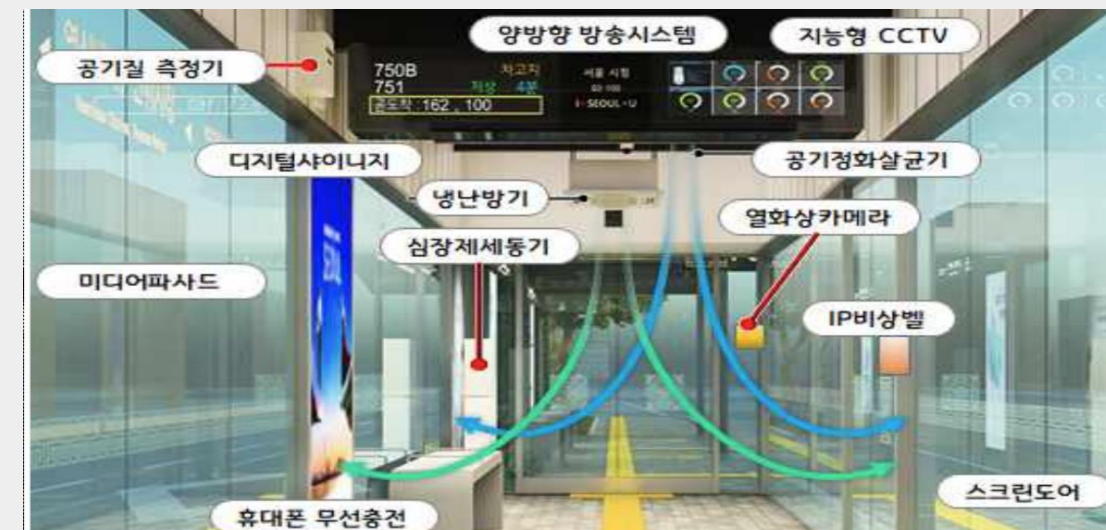 양방향 방송시스템
지능형 CCTV
공기질 측정기
750B 차고지
751 저상 4분
곧도착 : 162 , 100
서울 시청
I·SEOUL·U
디지털샤이니지
공기정화살균기
냉난방기
열화상카메라
심장제세동기
미디어파사드
IP비상벨
스크린도어
휴대폰 무선충전